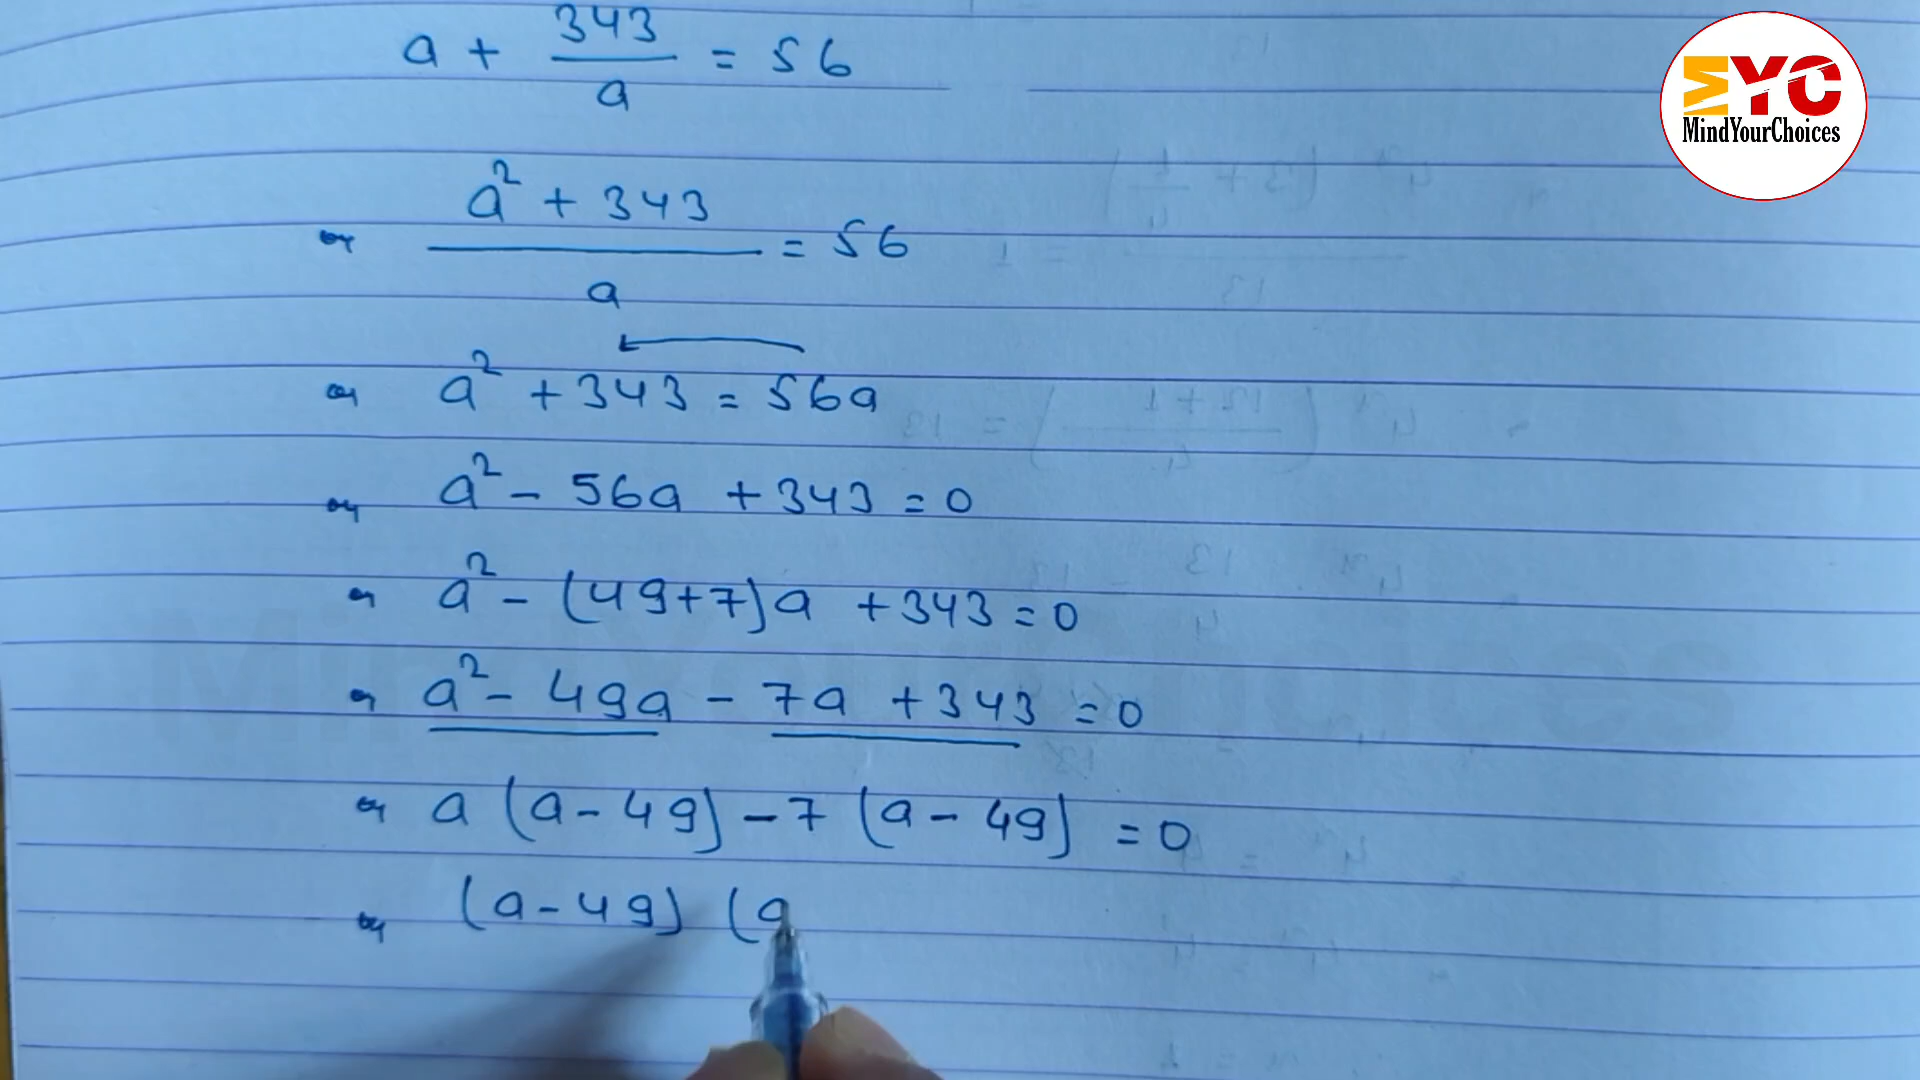 a + 343/a = 56
MYC
MindYourChoices
or (a² + 343)/a = 56
or a² + 343 = 56a
or a² - 56a + 343 = 0
or a² - (49+7)a + 343 = 0
or a² - 49a - 7a + 343 = 0
or a (a - 49) - 7 (a - 49) = 0
or (a - 49) (a
MindYourChoices